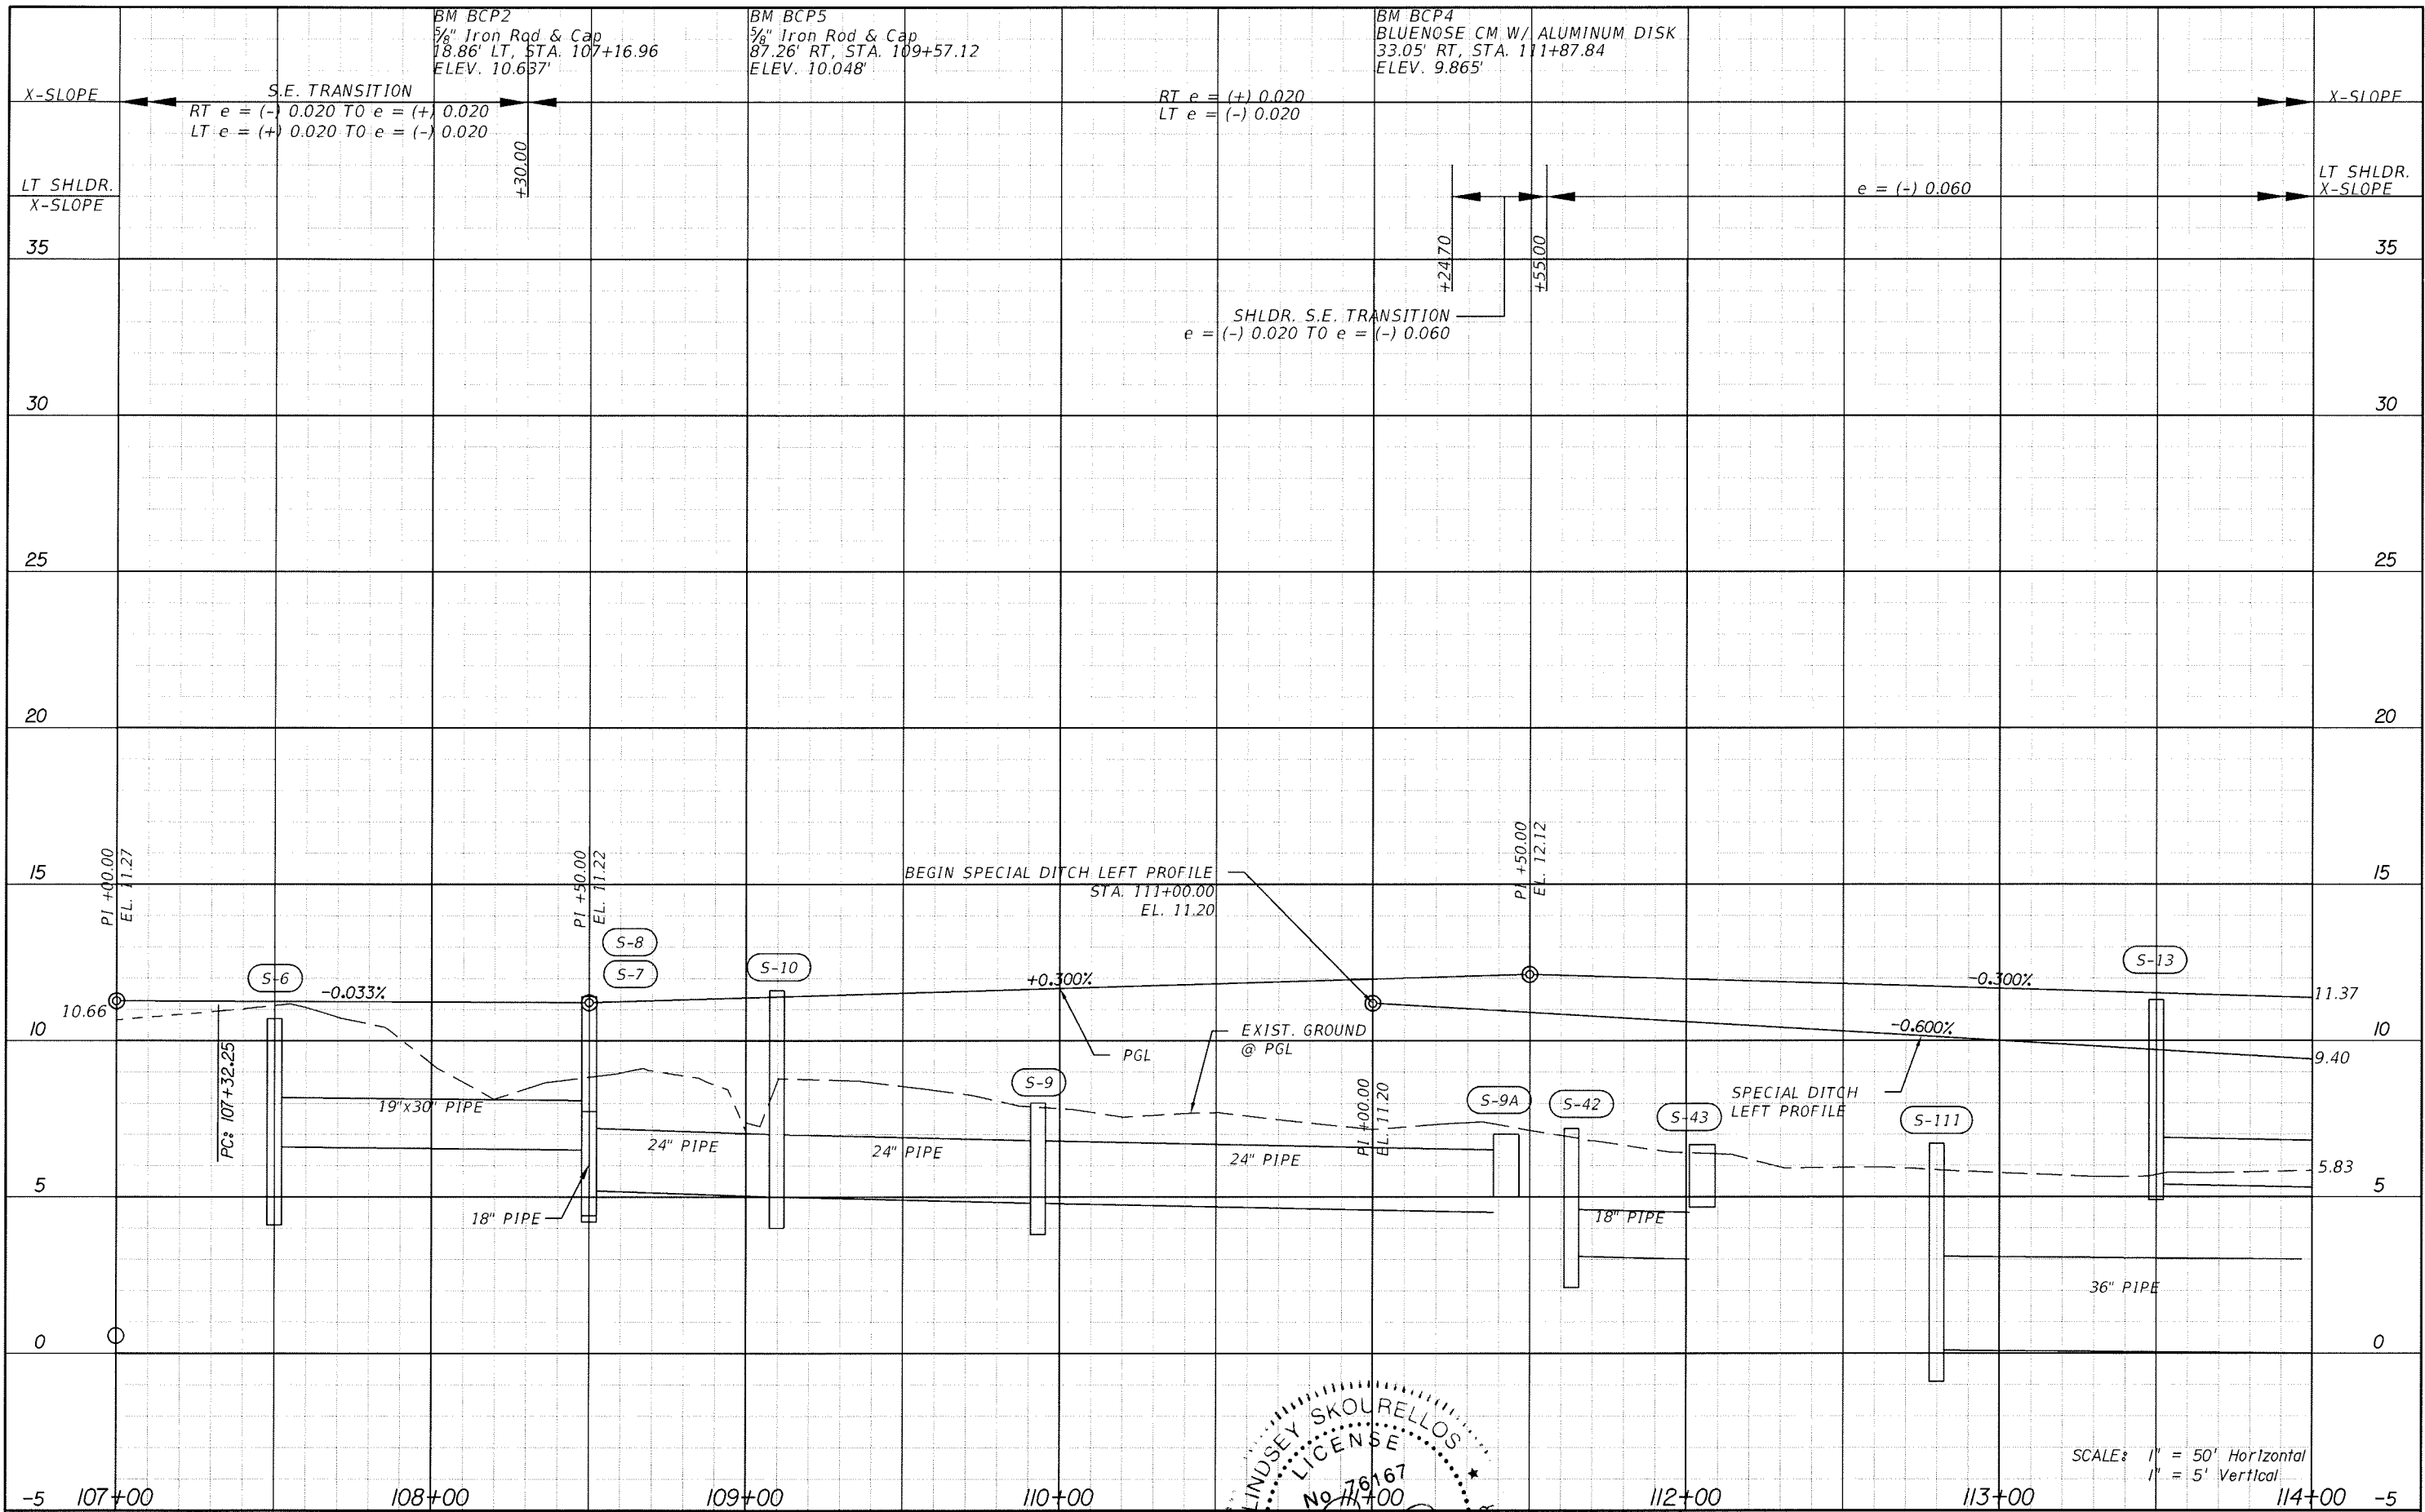 BM BCP2
5/8" Iron Rod & Cap
18.86' LT, STA. 107+16.96
ELEV. 10.637'
BM BCP5
5/8" Iron Rod & Cap
87.26' RT, STA. 109+57.12
ELEV. 10.048'
BM BCP4
BLUENOSE CM W/ ALUMINUM DISK
33.05' RT, STA. 111+87.84
ELEV. 9.865'
X-SLOPE
S.E. TRANSITION
RT e = (-) 0.020 TO e = (+) 0.020
LT e = (+) 0.020 TO e = (-) 0.020
RT e = (+) 0.020
LT e = (-) 0.020
X-SLOPE
+30.00
LT SHLDR.
X-SLOPE
e = (-) 0.060
LT SHLDR.
X-SLOPE
+24.70
+55.00
SHLDR. S.E. TRANSITION
e = (-) 0.020 TO e = (-) 0.060
35
35
30
30
25
25
20
20
15
15
PI +00.00
EL. 11.27
PI +50.00
EL. 11.22
PI +50.00
EL. 12.12
BEGIN SPECIAL DITCH LEFT PROFILE
STA. 111+00.00
EL. 11.20
S-8
S-7
S-6
S-10
S-13
-0.033%
+0.300%
-0.300%
11.37
10.66
10
10
PC: 107+32.25
EXIST. GROUND
@ PGL
PGL
-0.600%
9.40
S-9
S-9A
S-42
S-43
S-111
SPECIAL DITCH
LEFT PROFILE
PI +00.00
EL. 11.20
19"x30" PIPE
24" PIPE
24" PIPE
24" PIPE
5.83
5
5
18" PIPE
18" PIPE
36" PIPE
0
0
LINDSEY SKOURELLOS
LICENSE
No 76167
SCALE: 1" = 50' Horizontal
1" = 5' Vertical
-5
107+00
108+00
109+00
110+00
111+00
112+00
113+00
114+00
-5